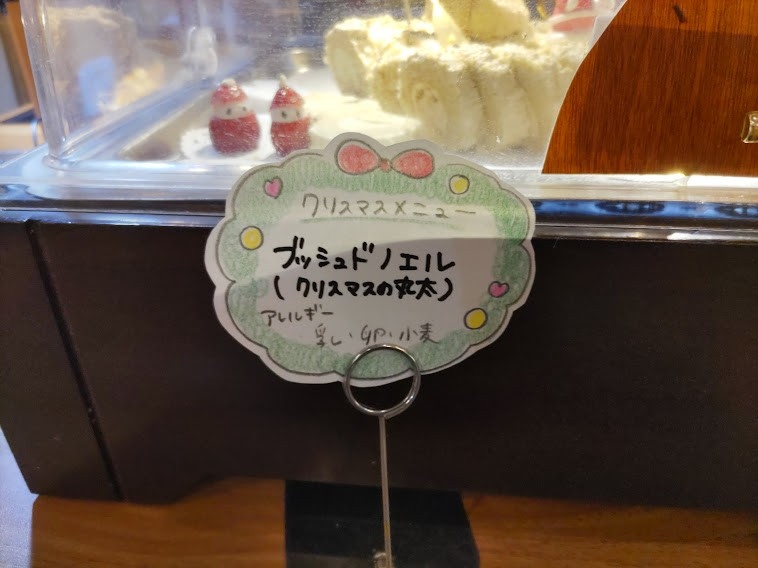 クリスマスメニュー
ブッシュドノエル
(クリスマスの丸太)
アレルギー
乳・卵・小麦